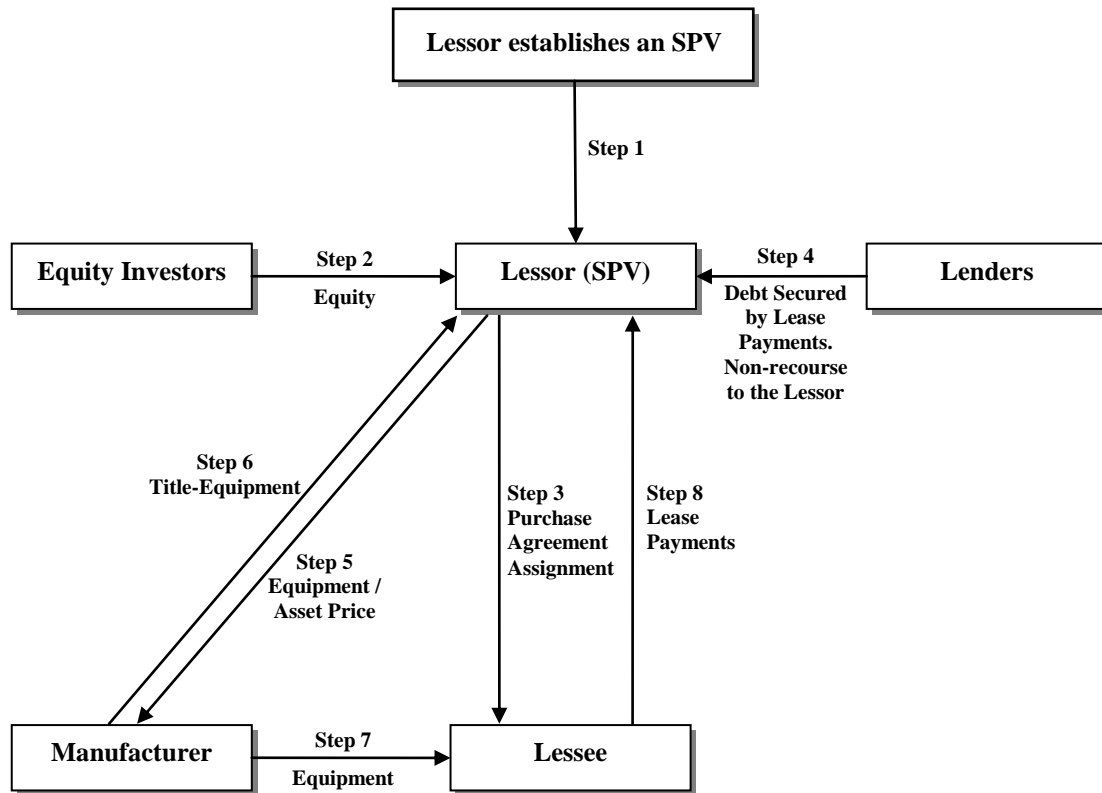 Lessor establishes an SPV
Step 1
Equity Investors
Step 2
Equity
Lessor (SPV)
Step 4
Debt Secured
by Lease
Payments.
Non-recourse
to the Lessor
Lenders
Step 6
Title-Equipment
Step 5
Equipment /
Asset Price
Step 3
Purchase
Agreement
Assignment
Step 8
Lease
Payments
Manufacturer
Step 7
Equipment
Lessee